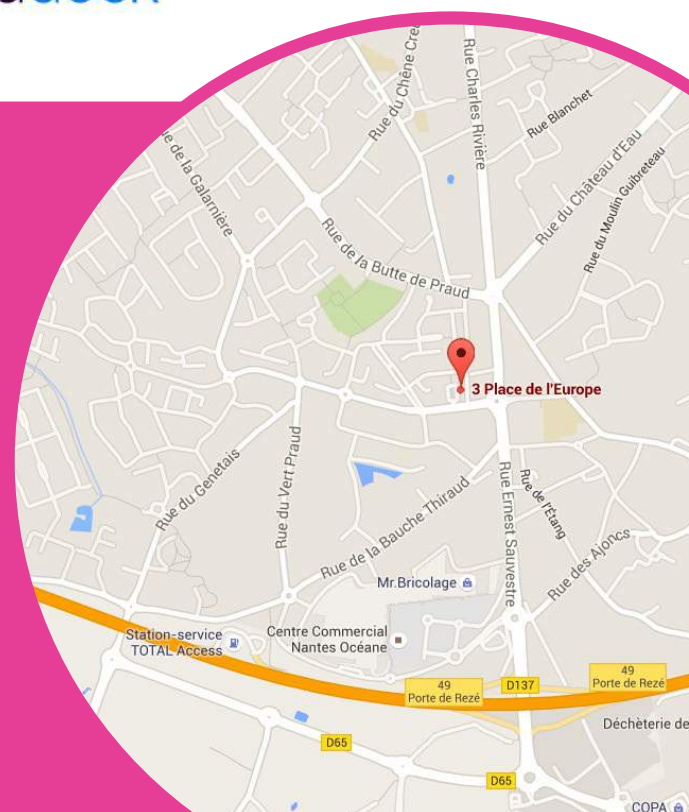 Rue du Chêne Cre
Rue Charles Rivière
Rue Blanchet
Rue du Château d'Eau
Rue du Moulin Guibreteau
ue de la Galarnière
Rue de la Butte de Praud
3 Place de l'Europe
Rue du Genetais
Rue du Vert Praud
Rue de la Bauche Thiraud
Rue Ernest Sauvestre
Rue de l'Étang
Rue des Ajoncs
Mr.Bricolage
Station-service
TOTAL Access
Centre Commercial
Nantes Océane
49
Porte de Rezé
D137
49
Porte de Rezé
Déchèterie de
D65
D65
COPA